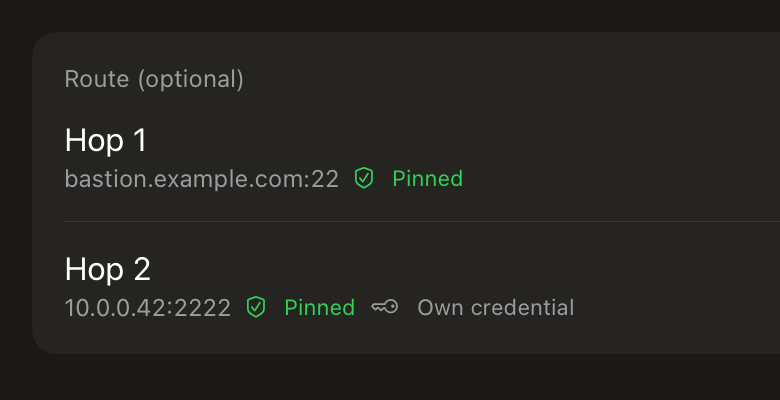 Route (optional)
Hop 1
bastion.example.com:22 Pinned
Hop 2
10.0.0.42:2222 Pinned Own credential